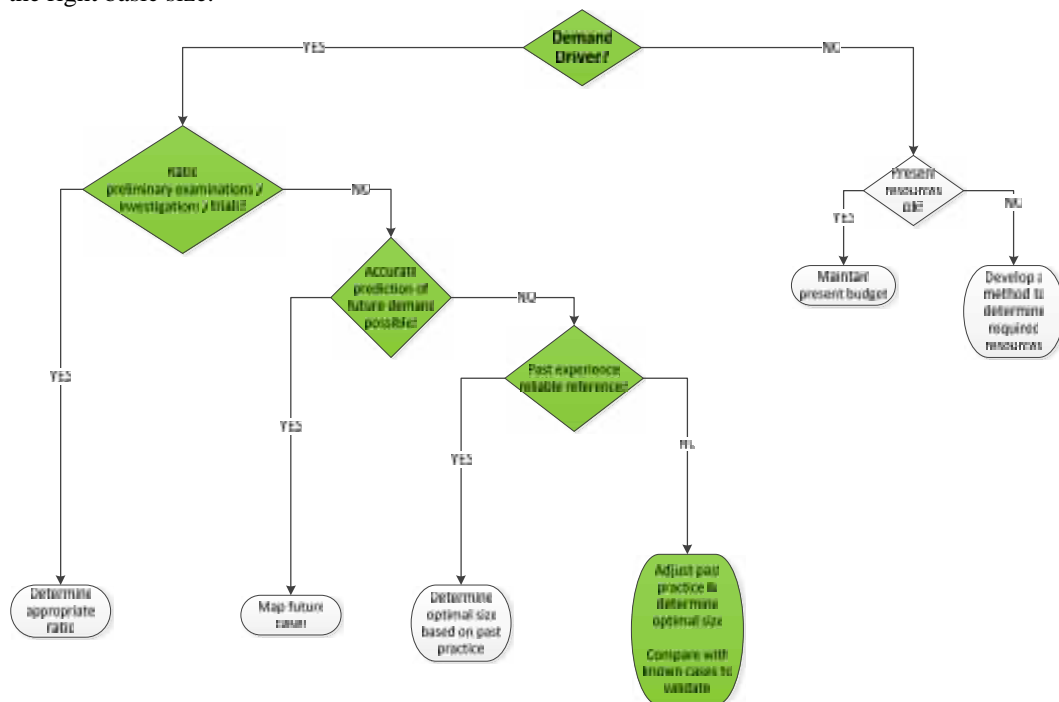 the right basic size.
YES
Demand
Driver?
NO
Ratio
preliminary examinations /
investigations / trials?
NO
YES
Present
resources
ok?
YES
NO
Maintain
present budget
Develop a
method to
determine
required
resources
Accurate
prediction of
future demand
possible?
NO
YES
Past experience
reliable reference?
YES
NO
Determine
appropriate
ratio
Map future
cases
Determine
optimal size
based on past
practice
Adjust past
practice &
determine
optimal size
Compare with
known cases to
validate